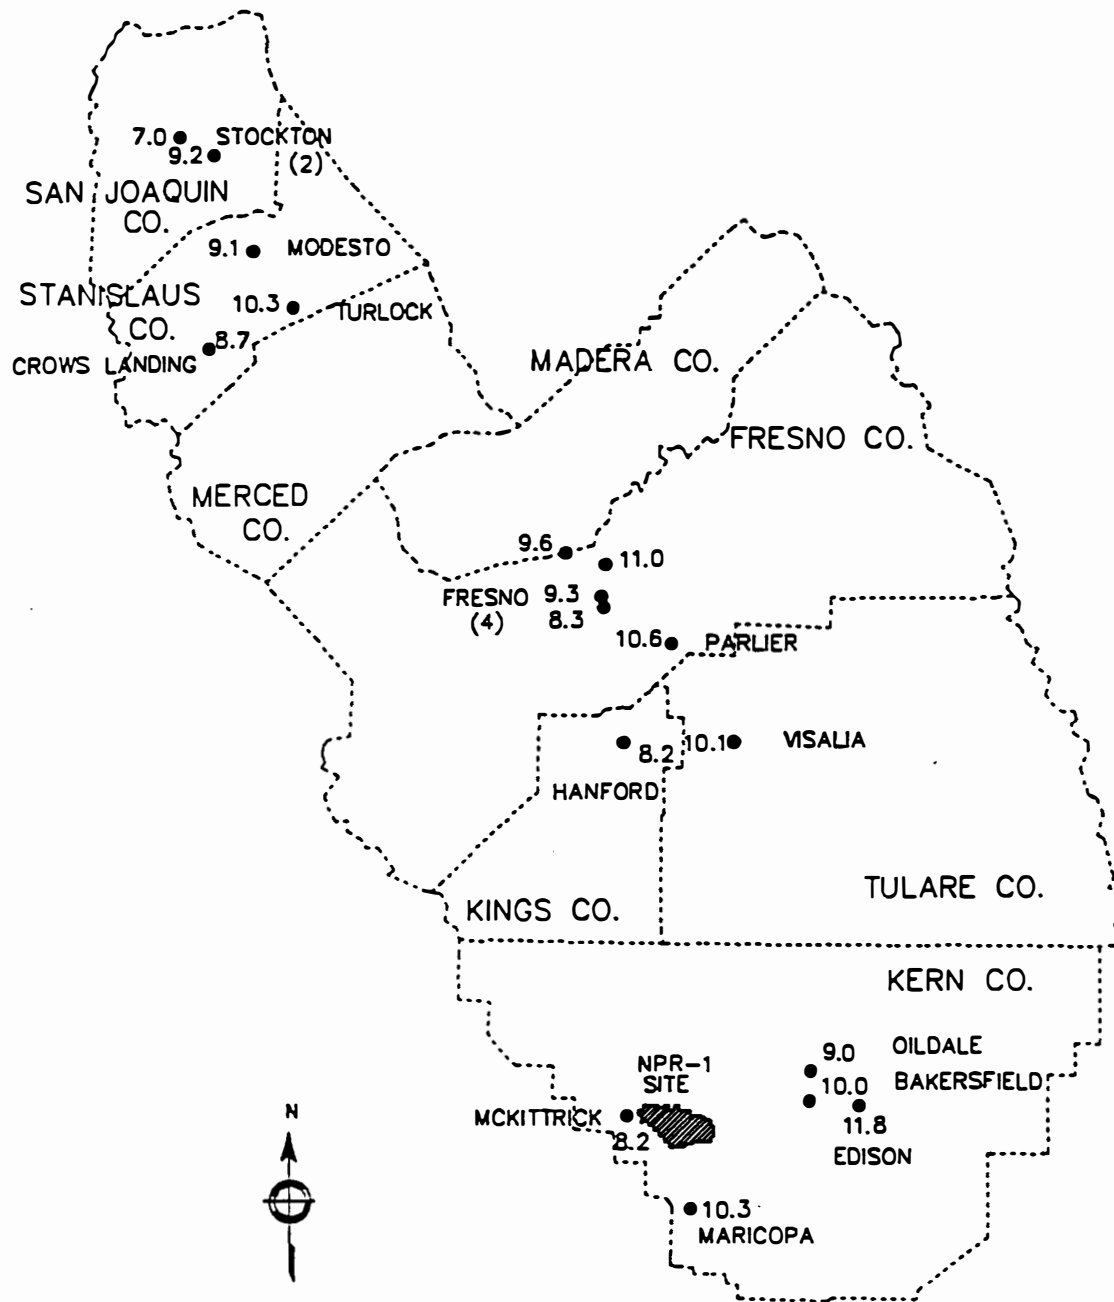 7.0
STOCKTON
9.2
(2)
SAN JOAQUIN
CO.
9.1
MODESTO
STANISLAUS
CO.
10.3
TURLOCK
8.7
CROWS LANDING
MADERA CO.
FRESNO CO.
MERCED
CO.
9.6
11.0
FRESNO
(4)
9.3
8.3
10.6
PARLIER
8.2
10.1
VISALIA
HANFORD
TULARE CO.
KINGS CO.
KERN CO.
9.0
OILDALE
10.0
BAKERSFIELD
NPR-1
SITE
MCKITTRICK
8.2
11.8
EDISON
N
10.3
MARICOPA